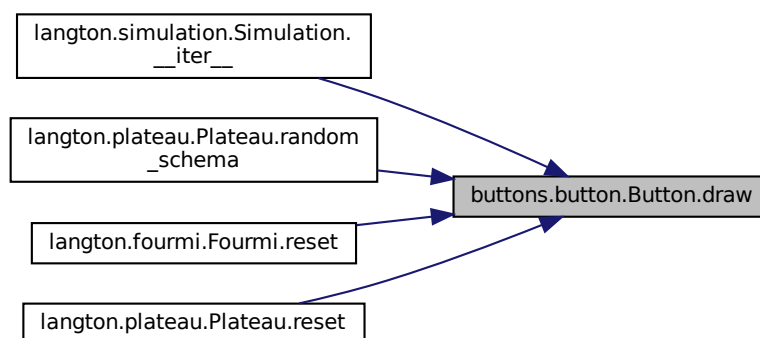 langton.simulation.Simulation.
__iter__
langton.plateau.Plateau.random
_schema
buttons.button.Button.draw
langton.fourmi.Fourmi.reset
langton.plateau.Plateau.reset